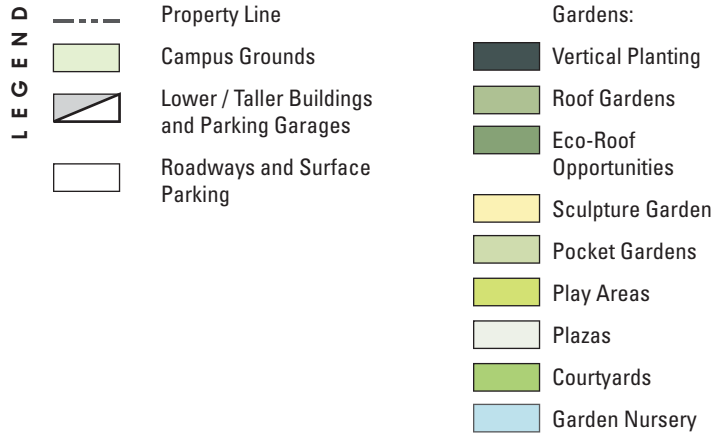 LEGEND
Property Line
Campus Grounds
Lower / Taller Buildings
and Parking Garages
Roadways and Surface
Parking
Gardens:
Vertical Planting
Roof Gardens
Eco-Roof
Opportunities
Sculpture Garden
Pocket Gardens
Play Areas
Plazas
Courtyards
Garden Nursery